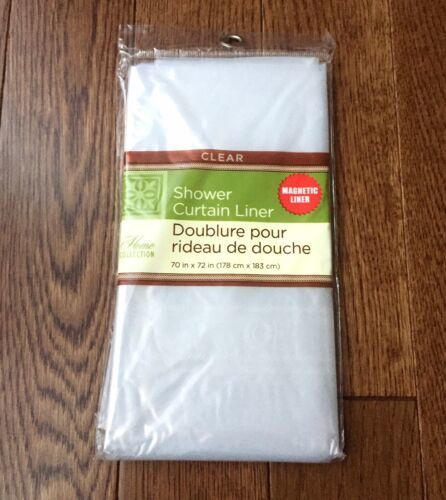 CLEAR
Shower
Curtain Liner
MAGNETIC
LINER
Doublure pour
rideau de douche
Home
COLLECTION
70 in x 72 in (178 cm x 183 cm)